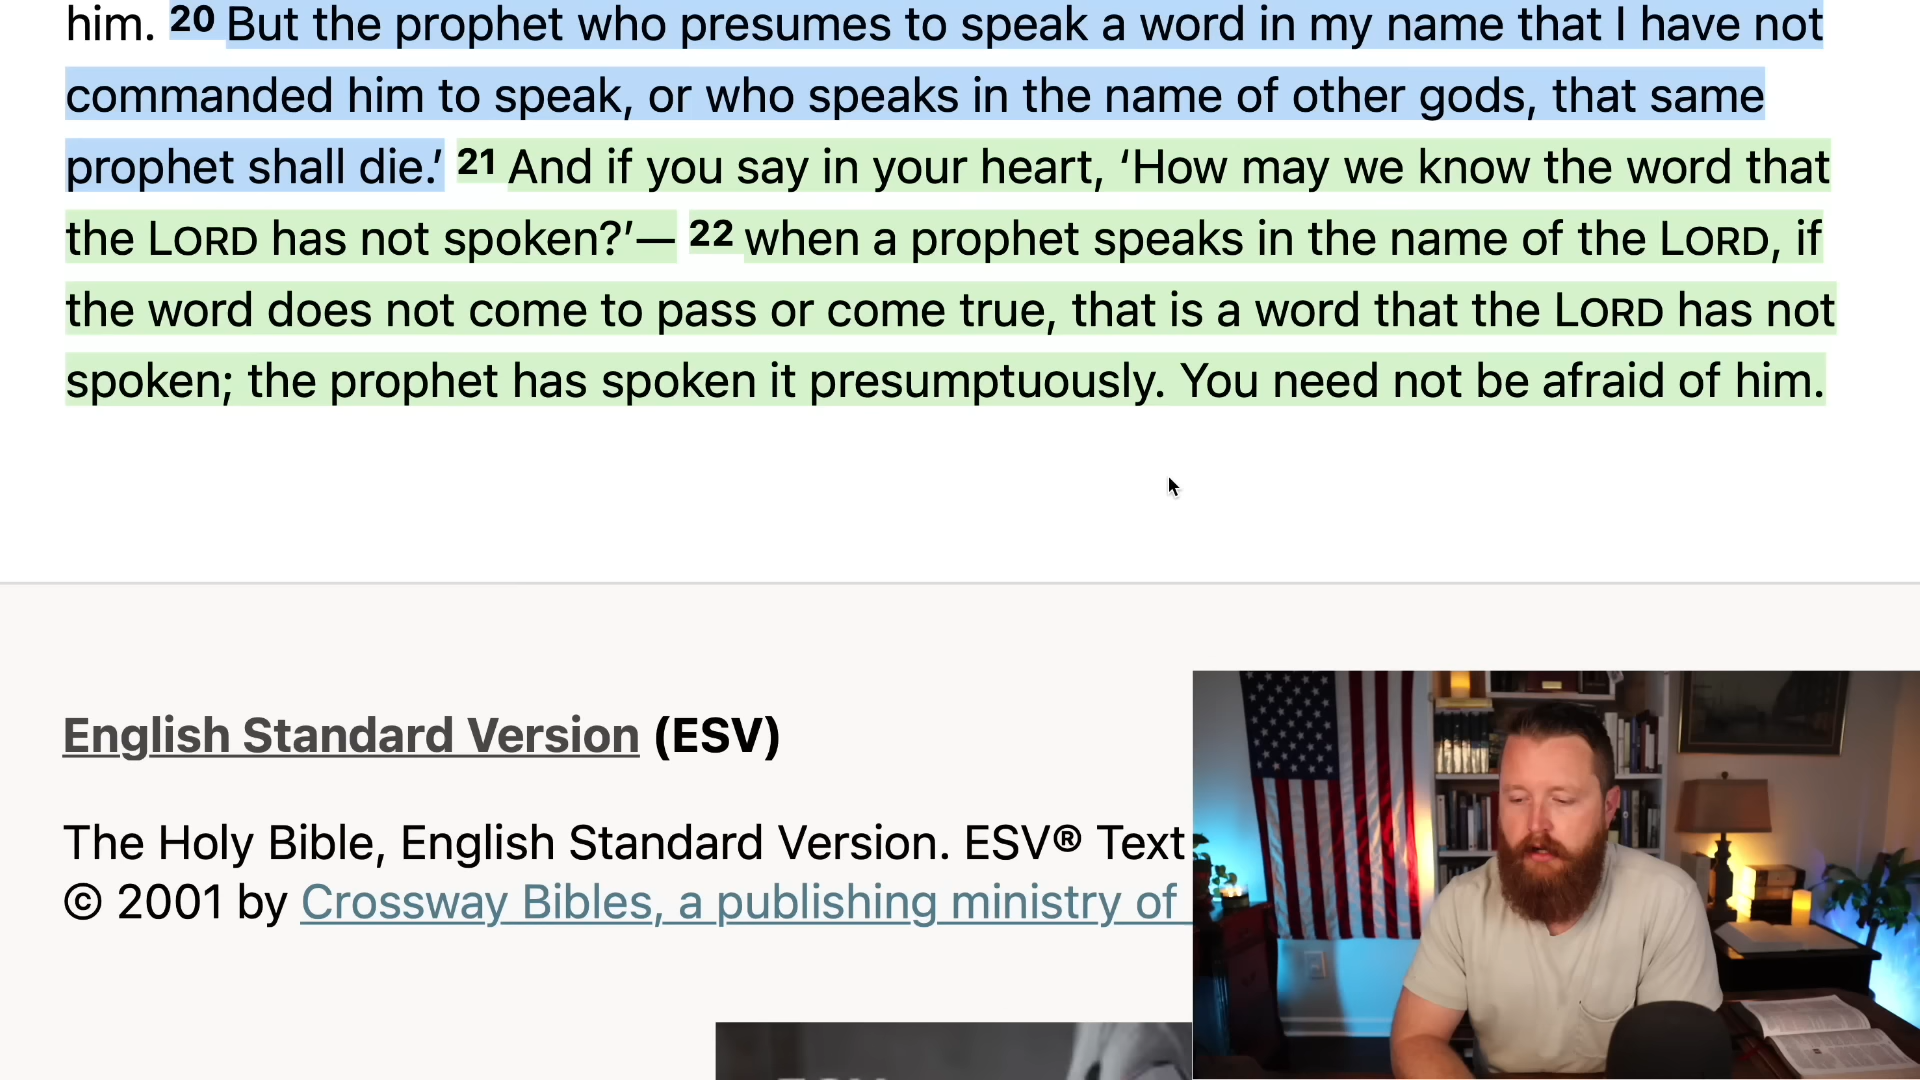 him. 20 But the prophet who presumes to speak a word in my name that I have not
commanded him to speak, or who speaks in the name of other gods, that same
prophet shall die.’ 21 And if you say in your heart, ‘How may we know the word that
the LORD has not spoken?’— 22 when a prophet speaks in the name of the LORD, if
the word does not come to pass or come true, that is a word that the LORD has not
spoken; the prophet has spoken it presumptuously. You need not be afraid of him.
English Standard Version (ESV)
The Holy Bible, English Standard Version. ESV® Text
© 2001 by Crossway Bibles, a publishing ministry of